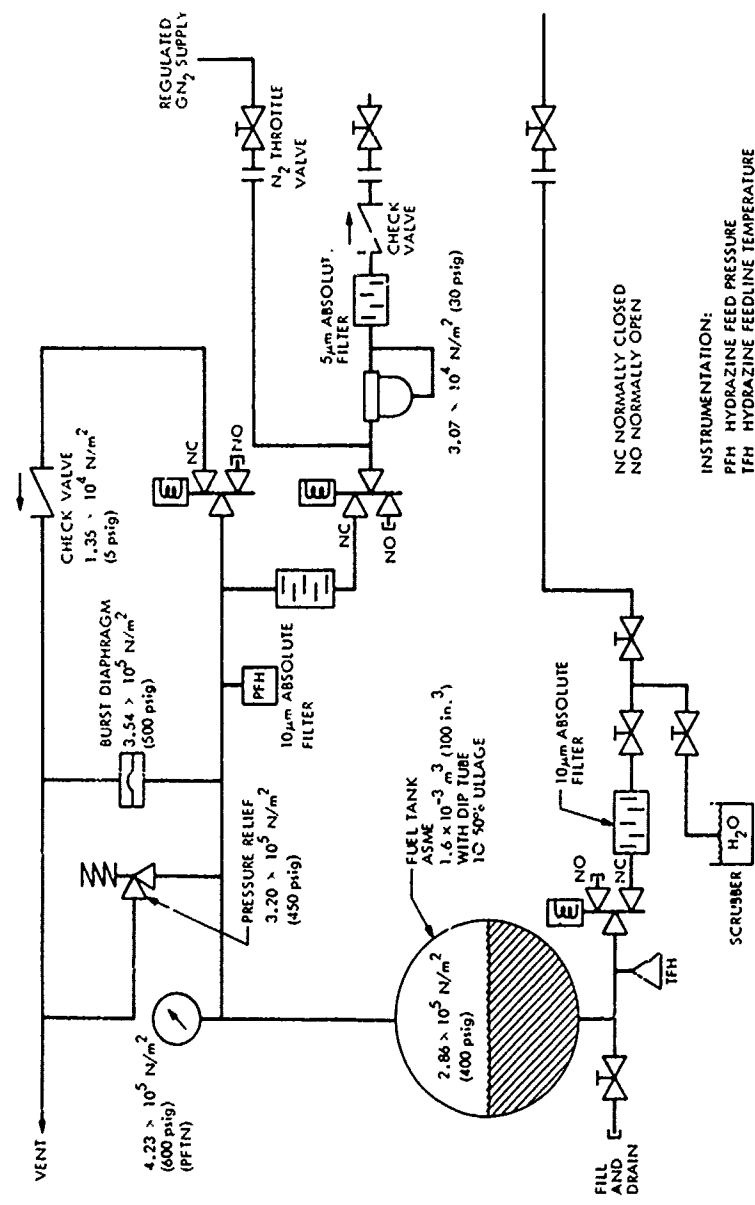 REGULATED
GN2 SUPPLY
N2 THROTTLE
VALVE
CHECK
VALVE
5μm ABSOLUT.
FILTER
3.07 × 10^4 N/m^2 (30 psig)
NC
NO
NC
NO
CHECK VALVE
1.35 × 10^4 N/m^2
(5 psig)
BURST DIAPHRAGM
3.54 > 10^5 N/m^2
(500 psig)
PFH
10μm ABSOLUTE
FILTER
PRESSURE RELIEF
3.20 > 10^5 N/m^2
(450 psig)
VENT
4.23 > 10^5 N/m^2
(600 psig)
(PFTN)
FUEL TANK
ASME
1.6 × 10^-3 m^3 (100 in.^3)
WITH DIP TUBE
10 50% ULLAGE
2.86 > 10^5 N/m^2
(400 psig)
10μm ABSOLUTE
FILTER
NO
NC
TFH
FILL
AND
DRAIN
H2O
SCRUBBER
NC NORMALLY CLOSED
NO NORMALLY OPEN
INSTRUMENTATION:
PFH HYDRAZINE FEED PRESSURE
TFH HYDRAZINE FEEDLINE TEMPERATURE